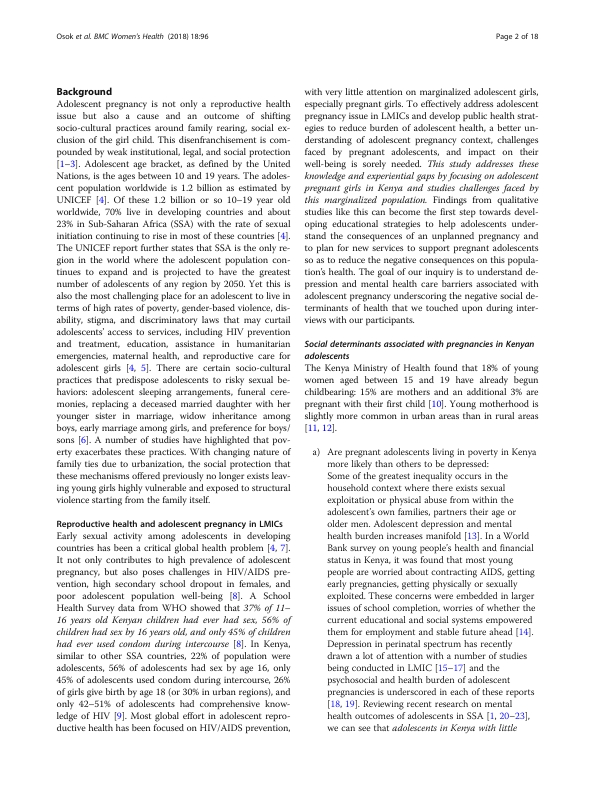 Osok et al. BMC Women's Health (2018) 18:96
Page 2 of 18
Background
Adolescent pregnancy is not only a reproductive health
issue but also a cause and an outcome of shifting
socio-cultural practices around family rearing, social ex-
clusion of the girl child. This disenfranchisement is com-
pounded by weak institutional, legal, and social protection
[1–3]. Adolescent age bracket, as defined by the United
Nations, is the ages between 10 and 19 years. The adoles-
cent population worldwide is 1.2 billion as estimated by
UNICEF [4]. Of these 1.2 billion or so 10–19 year old
worldwide, 70% live in developing countries and about
23% in Sub-Saharan Africa (SSA) with the rate of sexual
initiation continuing to rise in most of these countries [4].
The UNICEF report further states that SSA is the only re-
gion in the world where the adolescent population con-
tinues to expand and is projected to have the greatest
number of adolescents of any region by 2050. Yet this is
also the most challenging place for an adolescent to live in
terms of high rates of poverty, gender-based violence, dis-
ability, stigma, and discriminatory laws that may curtail
adolescents' access to services, including HIV prevention
and treatment, education, assistance in humanitarian
emergencies, maternal health, and reproductive care for
adolescent girls [4, 5]. There are certain socio-cultural
practices that predispose adolescents to risky sexual be-
haviors: adolescent sleeping arrangements, funeral cere-
monies, replacing a deceased married daughter with her
younger sister in marriage, widow inheritance among
boys, early marriage among girls, and preference for boys/
sons [6]. A number of studies have highlighted that pov-
erty exacerbates these practices. With changing nature of
family ties due to urbanization, the social protection that
these mechanisms offered previously no longer exists leav-
ing young girls highly vulnerable and exposed to structural
violence starting from the family itself.
Reproductive health and adolescent pregnancy in LMICs
Early sexual activity among adolescents in developing
countries has been a critical global health problem [4, 7].
It not only contributes to high prevalence of adolescent
pregnancy, but also poses challenges in HIV/AIDS pre-
vention, high secondary school dropout in females, and
poor adolescent population well-being [8]. A School
Health Survey data from WHO showed that 37% of 11–
16 years old Kenyan children had ever had sex, 56% of
children had sex by 16 years old, and only 45% of children
had ever used condom during intercourse [8]. In Kenya,
similar to other SSA countries, 22% of population were
adolescents, 56% of adolescents had sex by age 16, only
45% of adolescents used condom during intercourse, 26%
of girls give birth by age 18 (or 30% in urban regions), and
only 42–51% of adolescents had comprehensive know-
ledge of HIV [9]. Most global effort in adolescent repro-
ductive health has been focused on HIV/AIDS prevention,
with very little attention on marginalized adolescent girls,
especially pregnant girls. To effectively address adolescent
pregnancy issue in LMICs and develop public health strat-
egies to reduce burden of adolescent health, a better un-
derstanding of adolescent pregnancy context, challenges
faced by pregnant adolescents, and impact on their
well-being is sorely needed. This study addresses these
knowledge and experiential gaps by focusing on adolescent
pregnant girls in Kenya and studies challenges faced by
this marginalized population. Findings from qualitative
studies like this can become the first step towards devel-
oping educational strategies to help adolescents under-
stand the consequences of an unplanned pregnancy and
to plan for new services to support pregnant adolescents
so as to reduce the negative consequences on this popula-
tion's health. The goal of our inquiry is to understand de-
pression and mental health care barriers associated with
adolescent pregnancy underscoring the negative social de-
terminants of health that we touched upon during inter-
views with our participants.
Social determinants associated with pregnancies in Kenyan
adolescents
The Kenya Ministry of Health found that 18% of young
women aged between 15 and 19 have already begun
childbearing: 15% are mothers and an additional 3% are
pregnant with their first child [10]. Young motherhood is
slightly more common in urban areas than in rural areas
[11, 12].
a) Are pregnant adolescents living in poverty in Kenya
more likely than others to be depressed:
Some of the greatest inequality occurs in the
household context where there exists sexual
exploitation or physical abuse from within the
adolescent's own families, partners their age or
older men. Adolescent depression and mental
health burden increases manifold [13]. In a World
Bank survey on young people's health and financial
status in Kenya, it was found that most young
people are worried about contracting AIDS, getting
early pregnancies, getting physically or sexually
exploited. These concerns were embedded in larger
issues of school completion, worries of whether the
current educational and social systems empowered
them for employment and stable future ahead [14].
Depression in perinatal spectrum has recently
drawn a lot of attention with a number of studies
being conducted in LMIC [15–17] and the
psychosocial and health burden of adolescent
pregnancies is underscored in each of these reports
[18, 19]. Reviewing recent research on mental
health outcomes of adolescents in SSA [1, 20–23],
we can see that adolescents in Kenya with little